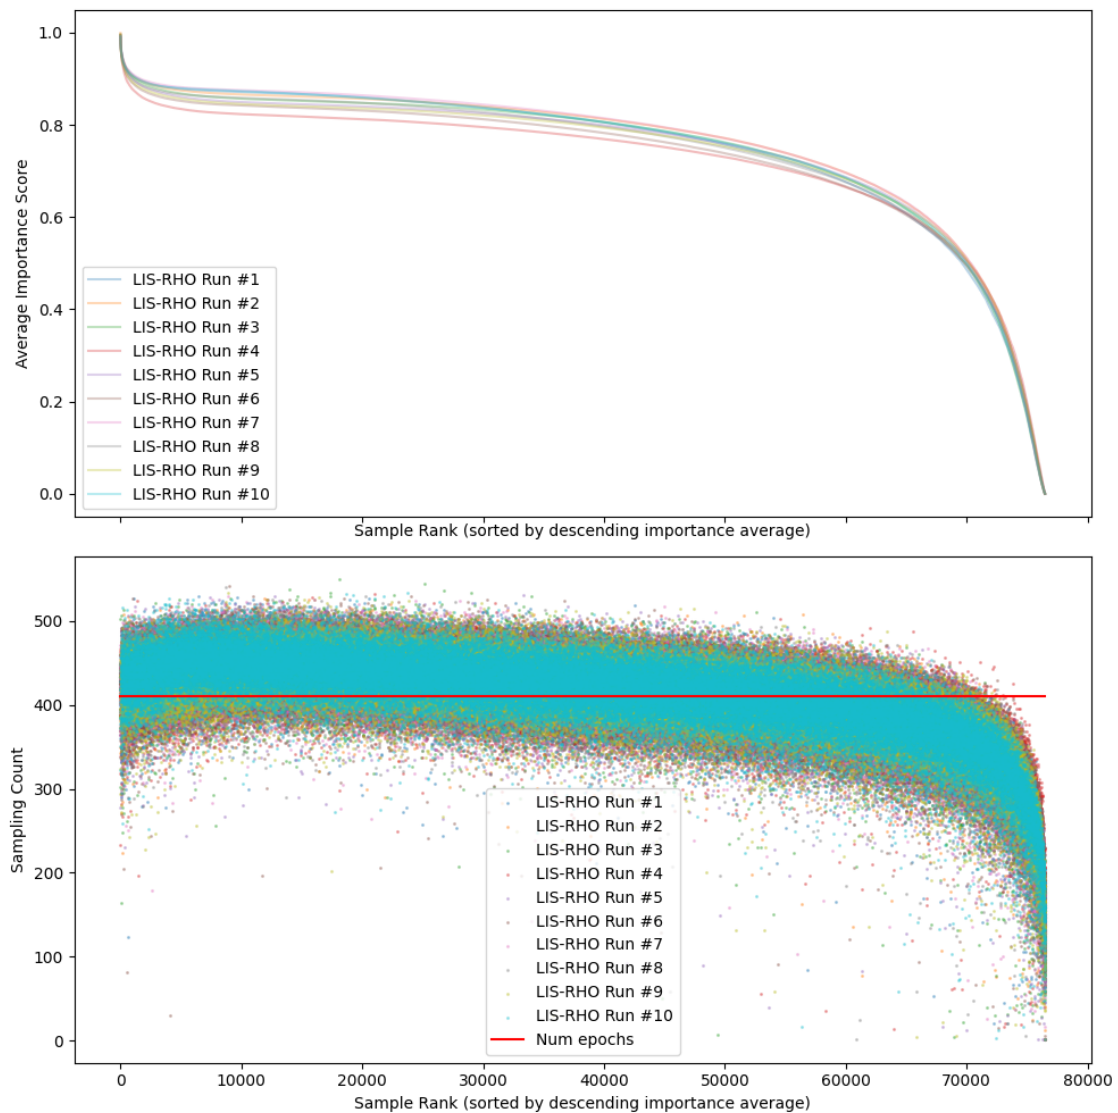 1.0
0.8
0.6
0.4
0.2
0.0
Average Importance Score
LIS-RHO Run #1
LIS-RHO Run #2
LIS-RHO Run #3
LIS-RHO Run #4
LIS-RHO Run #5
LIS-RHO Run #6
LIS-RHO Run #7
LIS-RHO Run #8
LIS-RHO Run #9
LIS-RHO Run #10
Sample Rank (sorted by descending importance average)
500
400
300
200
100
0
Sampling Count
LIS-RHO Run #1
LIS-RHO Run #2
LIS-RHO Run #3
LIS-RHO Run #4
LIS-RHO Run #5
LIS-RHO Run #6
LIS-RHO Run #7
LIS-RHO Run #8
LIS-RHO Run #9
LIS-RHO Run #10
Num epochs
0 10000 20000 30000 40000 50000 60000 70000 80000
Sample Rank (sorted by descending importance average)